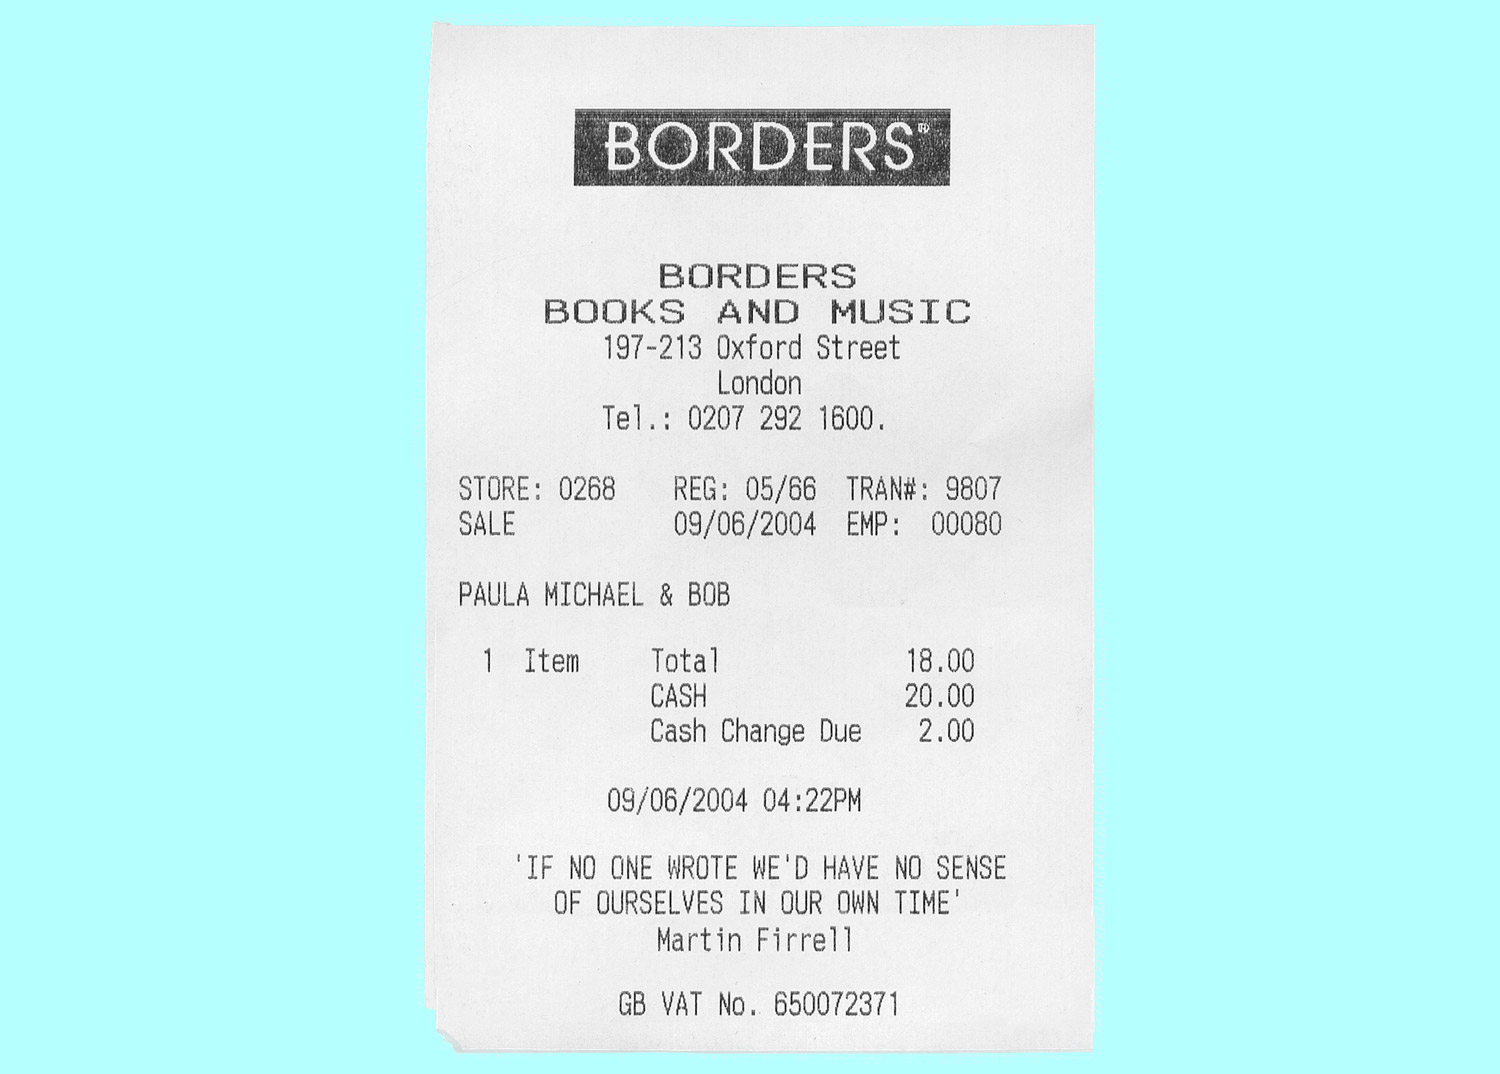 BORDERS®
BORDERS
BOOKS AND MUSIC
197-213 Oxford Street
London
Tel.: 0207 292 1600.
STORE: 0268 REG: 05/66 TRAN#: 9807
SALE 09/06/2004 EMP: 00080
PAULA MICHAEL & BOB
1 Item Total 18.00
CASH 20.00
Cash Change Due 2.00
09/06/2004 04:22PM
'IF NO ONE WROTE WE'D HAVE NO SENSE
OF OURSELVES IN OUR OWN TIME'
Martin Firrell
GB VAT No. 650072371